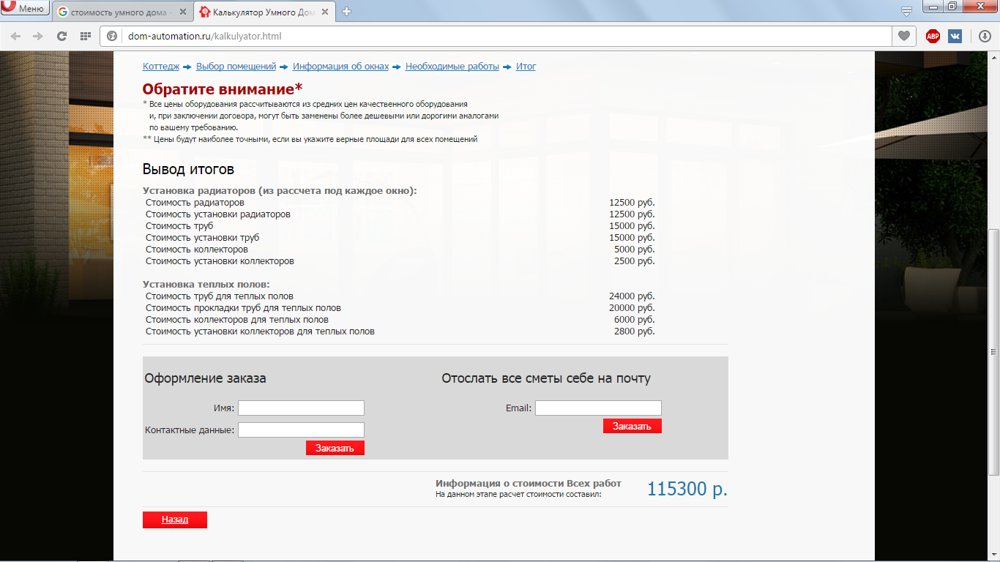 Меню
стоимость умного дома -
Калькулятор Умного Дом
dom-automation.ru/kalkulyator.html
ABP
Коттедж Выбор помещений Информация об окнах Необходимые работы Итог
Обратите внимание*
* Все цены оборудования рассчитываются из средних цен качественного оборудования
и, при заключении договора, могут быть заменены более дешевыми или дорогими аналогами
по вашему требованию.
** Цены будут наиболее точными, если вы укажите верные площади для всех помещений
Вывод итогов
Установка радиаторов (из рассчета под каждое окно):
Стоимость радиаторов 12500 руб.
Стоимость установки радиаторов 12500 руб.
Стоимость труб 15000 руб.
Стоимость установки труб 15000 руб.
Стоимость коллекторов 5000 руб.
Стоимость установки коллекторов 2500 руб.
Установка теплых полов:
Стоимость труб для теплых полов 24000 руб.
Стоимость прокладки труб для теплых полов 20000 руб.
Стоимость коллекторов для теплых полов 6000 руб.
Стоимость установки коллекторов для теплых полов 2800 руб.
Оформление заказа
Имя:
Контактные данные:
Заказать
Отослать все сметы себе на почту
Email:
Заказать
Информация о стоимости Всех работ
На данном этапе расчет стоимости составил:
115300 р.
Назад